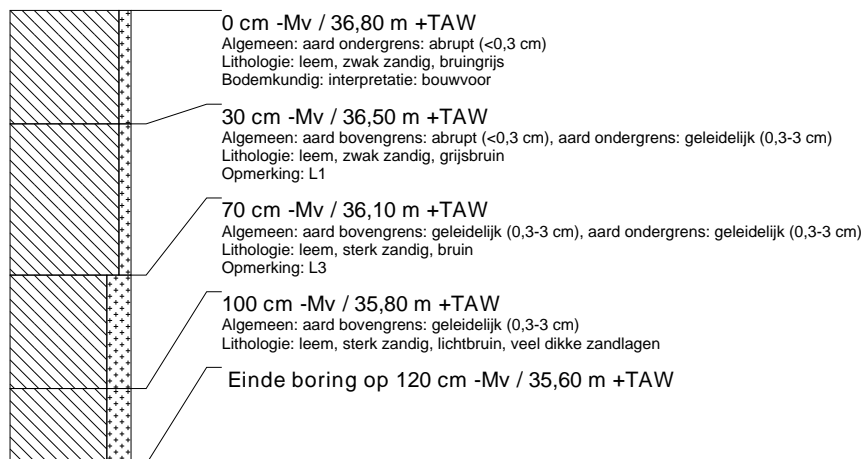 0 cm -Mv / 36,80 m +TAW
Algemeen: aard ondergrens: abrupt (<0,3 cm)
Lithologie: leem, zwak zandig, bruingrijs
Bodemkundig: interpretatie: bouwvoor
30 cm -Mv / 36,50 m +TAW
Algemeen: aard bovengrens: abrupt (<0,3 cm), aard ondergrens: geleidelijk (0,3-3 cm)
Lithologie: leem, zwak zandig, grijsbruin
Opmerking: L1
70 cm -Mv / 36,10 m +TAW
Algemeen: aard bovengrens: geleidelijk (0,3-3 cm), aard ondergrens: geleidelijk (0,3-3 cm)
Lithologie: leem, sterk zandig, bruin
Opmerking: L3
100 cm -Mv / 35,80 m +TAW
Algemeen: aard bovengrens: geleidelijk (0,3-3 cm)
Lithologie: leem, sterk zandig, lichtbruin, veel dikke zandlagen
Einde boring op 120 cm -Mv / 35,60 m +TAW